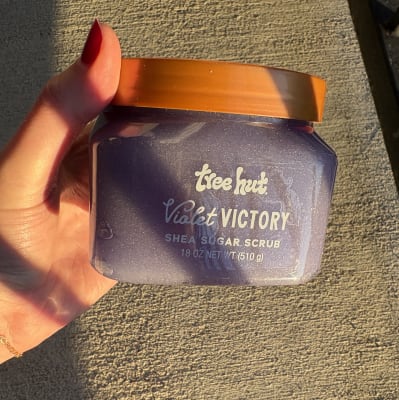 tree hut
Violet VICTORY
SHEA SUGAR SCRUB
18 OZ NET WT (510 g)